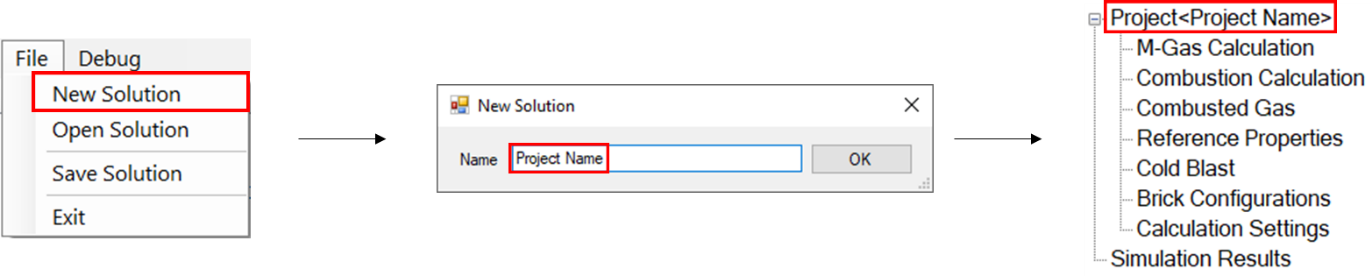 File Debug
New Solution
Open Solution
Save Solution
Exit
New Solution
Name Project Name OK
Project<Project Name>
M-Gas Calculation
Combustion Calculation
Combusted Gas
Reference Properties
Cold Blast
Brick Configurations
Calculation Settings
Simulation Results